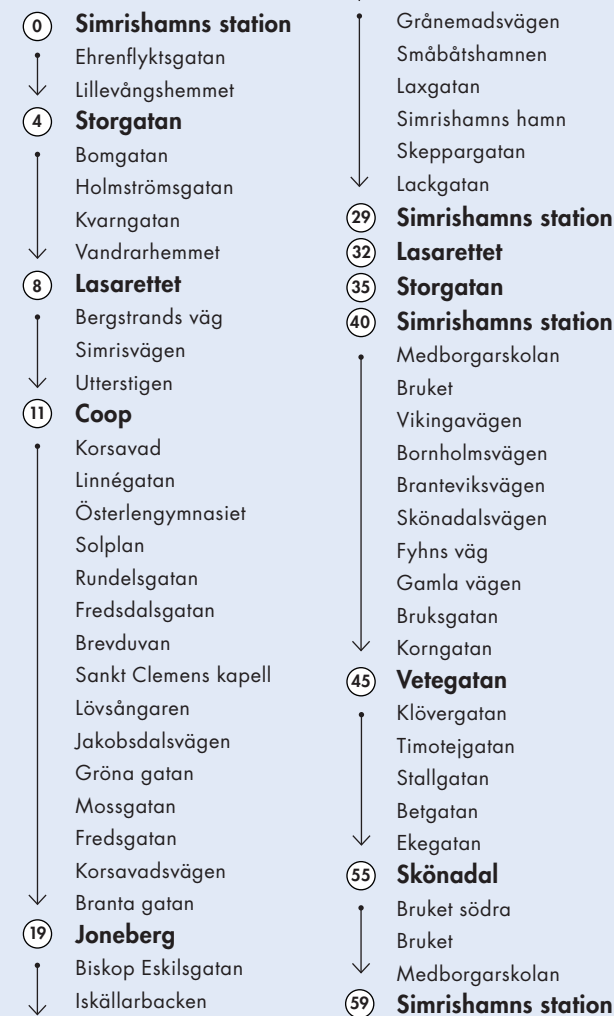 0 Simrishamns station
Ehrenflyktsgatan
Lillevångshemmet
4 Storgatan
Bomgatan
Holmströmsgatan
Kvarngatan
Vandrarhemmet
8 Lasarettet
Bergstrands väg
Simrisvägen
Utterstigen
11 Coop
Korsavad
Linnégatan
Österlengymnasiet
Solplan
Rundelsgatan
Fredsdalsgatan
Brevduvan
Sankt Clemens kapell
Lövsångaren
Jakobsdalsvägen
Gröna gatan
Mossgatan
Fredsgatan
Korsavadsvägen
Branta gatan
19 Joneberg
Biskop Eskilsgatan
Iskällarbacken
Grånemadsvägen
Småbåtshamnen
Laxgatan
Simrishamns hamn
Skeppargatan
Lackgatan
29 Simrishamns station
32 Lasarettet
35 Storgatan
40 Simrishamns station
Medborgarskolan
Bruket
Vikingavägen
Bornholmsvägen
Branteviksvägen
Skönadalsvägen
Fyhns väg
Gamla vägen
Bruksgatan
Korngatan
45 Vetegatan
Klövergatan
Timotejgatan
Stallgatan
Betgatan
Ekegatan
55 Skönadal
Bruket södra
Bruket
Medborgarskolan
59 Simrishamns station